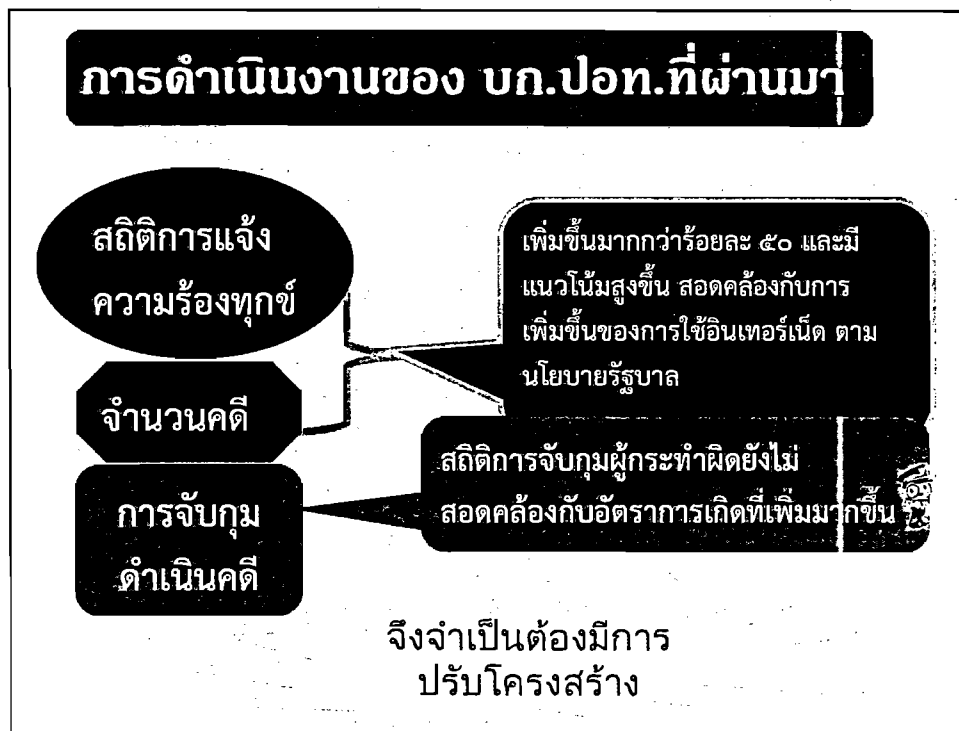 การดำเนินงานของ บก.ปอท.ที่ผ่านมา
สถิติการแจ้ง
ความร้องทุกข์
เพิ่มขึ้นมากกว่าร้อยละ ๕๐ และมี
แนวโน้มสูงขึ้น สอดคล้องกับการ
เพิ่มขึ้นของการใช้อินเทอร์เน็ต ตาม
นโยบายรัฐบาล
จำนวนคดี
สถิติการจับกุมผู้กระทำผิดยังไม่
สอดคล้องกับอัตราการเกิดที่เพิ่มมากขึ้น
การจับกุม
ดำเนินคดี
จึงจำเป็นต้องมีการ
ปรับโครงสร้าง